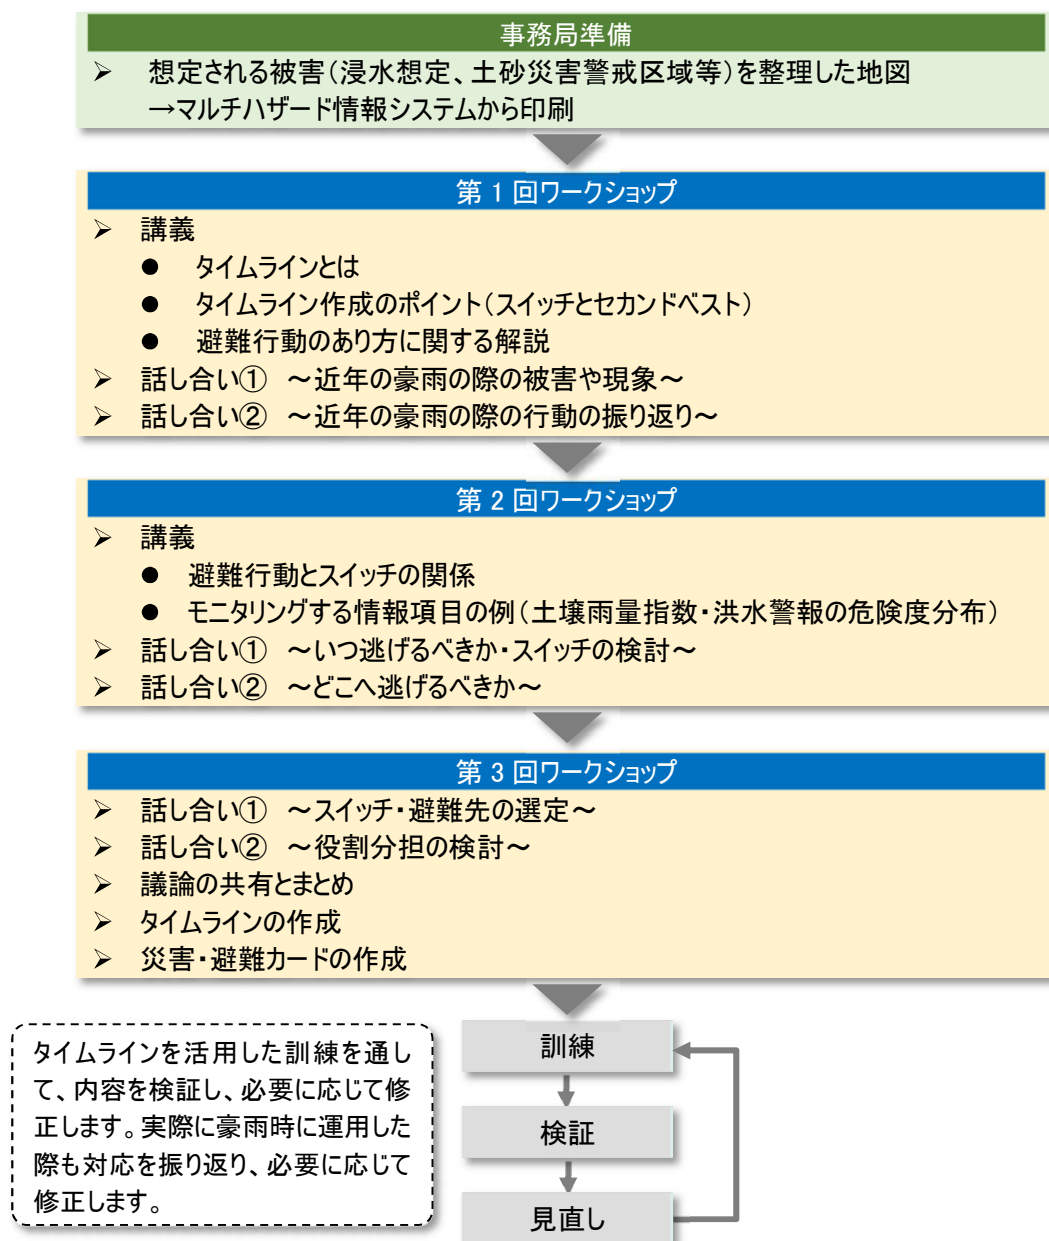 事務局準備
➢ 想定される被害(浸水想定、土砂災害警戒区域等)を整理した地図
→マルチハザード情報システムから印刷
第1回ワークショップ
➢ 講義
● タイムラインとは
● タイムライン作成のポイント(スイッチとセカンドベスト)
● 避難行動のあり方に関する解説
➢ 話し合い① ～近年の豪雨の際の被害や現象～
➢ 話し合い② ～近年の豪雨の際の行動の振り返り～
第2回ワークショップ
➢ 講義
● 避難行動とスイッチの関係
● モニタリングする情報項目の例(土壌雨量指数・洪水警報の危険度分布)
➢ 話し合い① ～いつ逃げるべきか・スイッチの検討～
➢ 話し合い② ～どこへ逃げるべきか～
第3回ワークショップ
➢ 話し合い① ～スイッチ・避難先の選定～
➢ 話し合い② ～役割分担の検討～
➢ 議論の共有とまとめ
➢ タイムラインの作成
➢ 災害・避難カードの作成
タイムラインを活用した訓練を通し
て、内容を検証し、必要に応じて修
正します。実際に豪雨時に運用した
際も対応を振り返り、必要に応じて
修正します。
訓練
検証
見直し